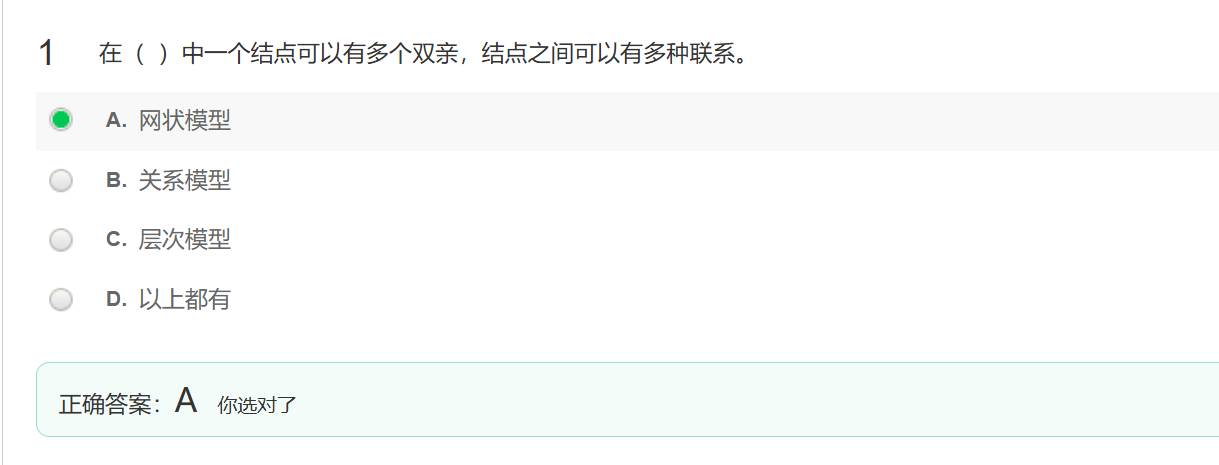 1 在（ ）中一个结点可以有多个双亲，结点之间可以有多种联系。
A. 网状模型
B. 关系模型
C. 层次模型
D. 以上都有
正确答案：A 你选对了